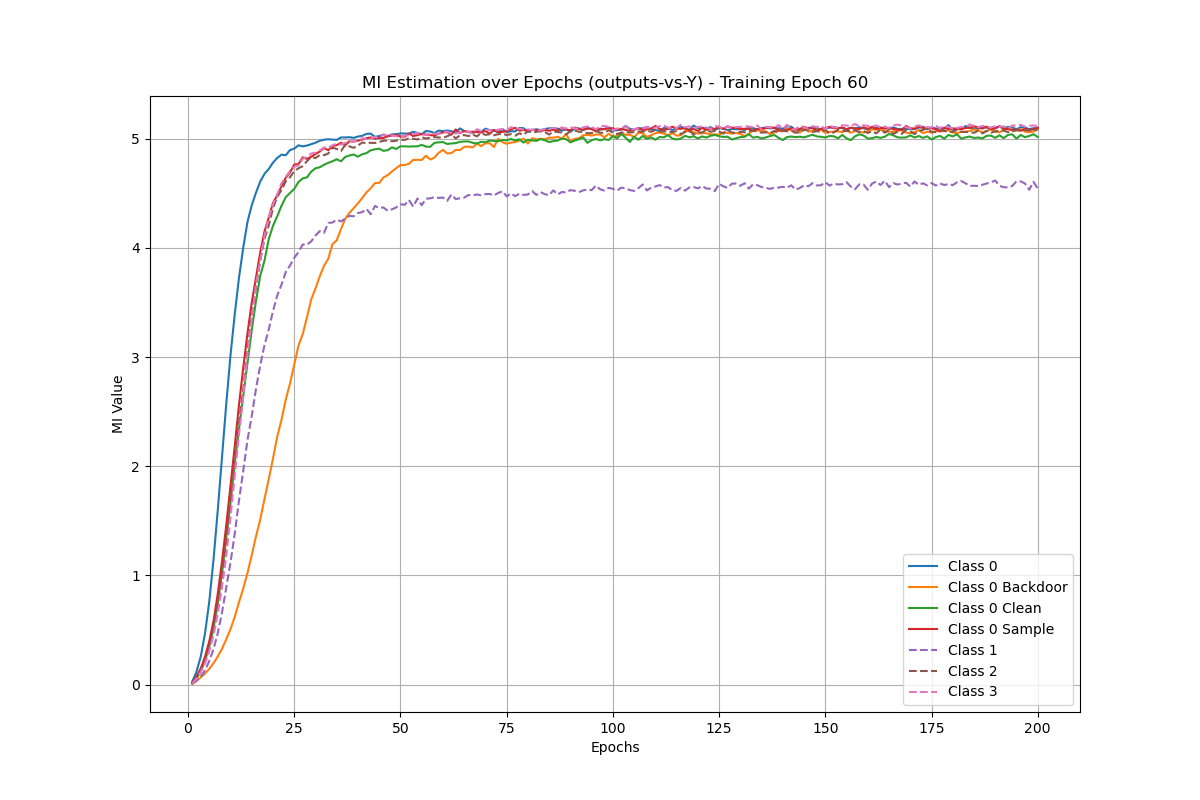 MI Estimation over Epochs (outputs-vs-Y) - Training Epoch 60
MI Value
5
4
3
2
1
0
0 25 50 75 100 125 150 175 200
Epochs
Class 0
Class 0 Backdoor
Class 0 Clean
Class 0 Sample
Class 1
Class 2
Class 3